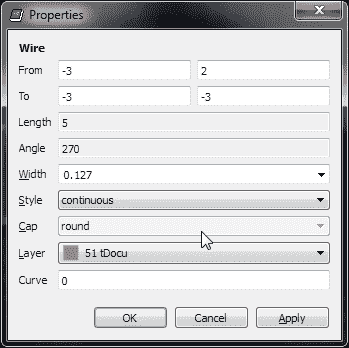 Properties
Wire
From -3 2
To -3 -3
Length 5
Angle 270
Width 0.127
Style continuous
Cap round
Layer 51 tDocu
Curve 0
OK Cancel Apply